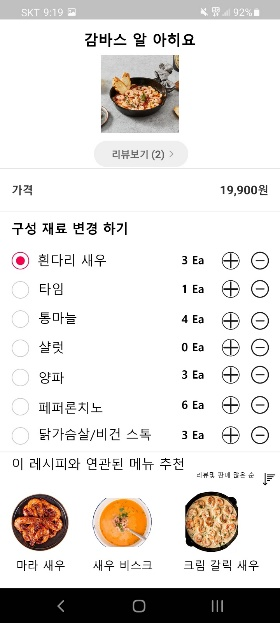 SKT 9:19 92%
감바스 알 아히요
리뷰보기 (2) >
가격 19,900원
구성 재료 변경 하기
흰다리 새우 3 Ea
타임 1 Ea
통마늘 4 Ea
샬럿 0 Ea
양파 3 Ea
페퍼론치노 6 Ea
닭가슴살/비건 스톡 3 Ea
이 레시피와 연관된 메뉴 추천
리뷰및 판매 많은 순
마라 새우 새우 비스크 크림 갈릭 새우